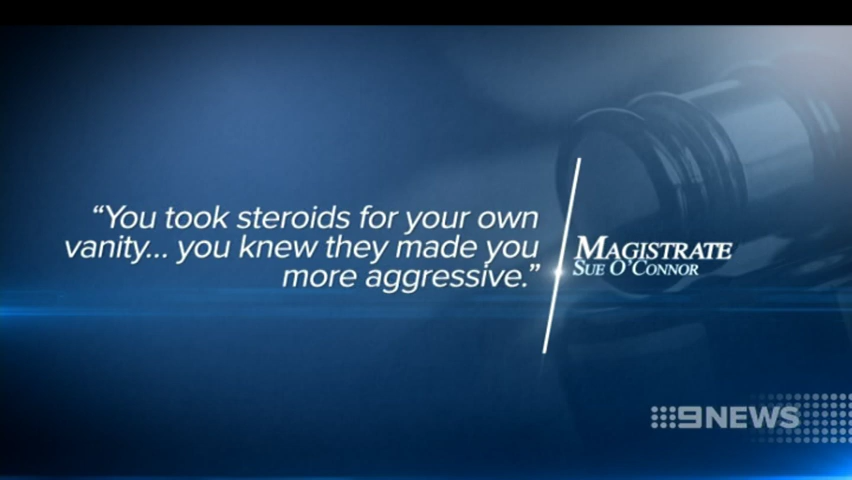 “You took steroids for your own
vanity... you knew they made you
more aggressive.”
MAGISTRATE
SUE O’CONNOR
9NEWS